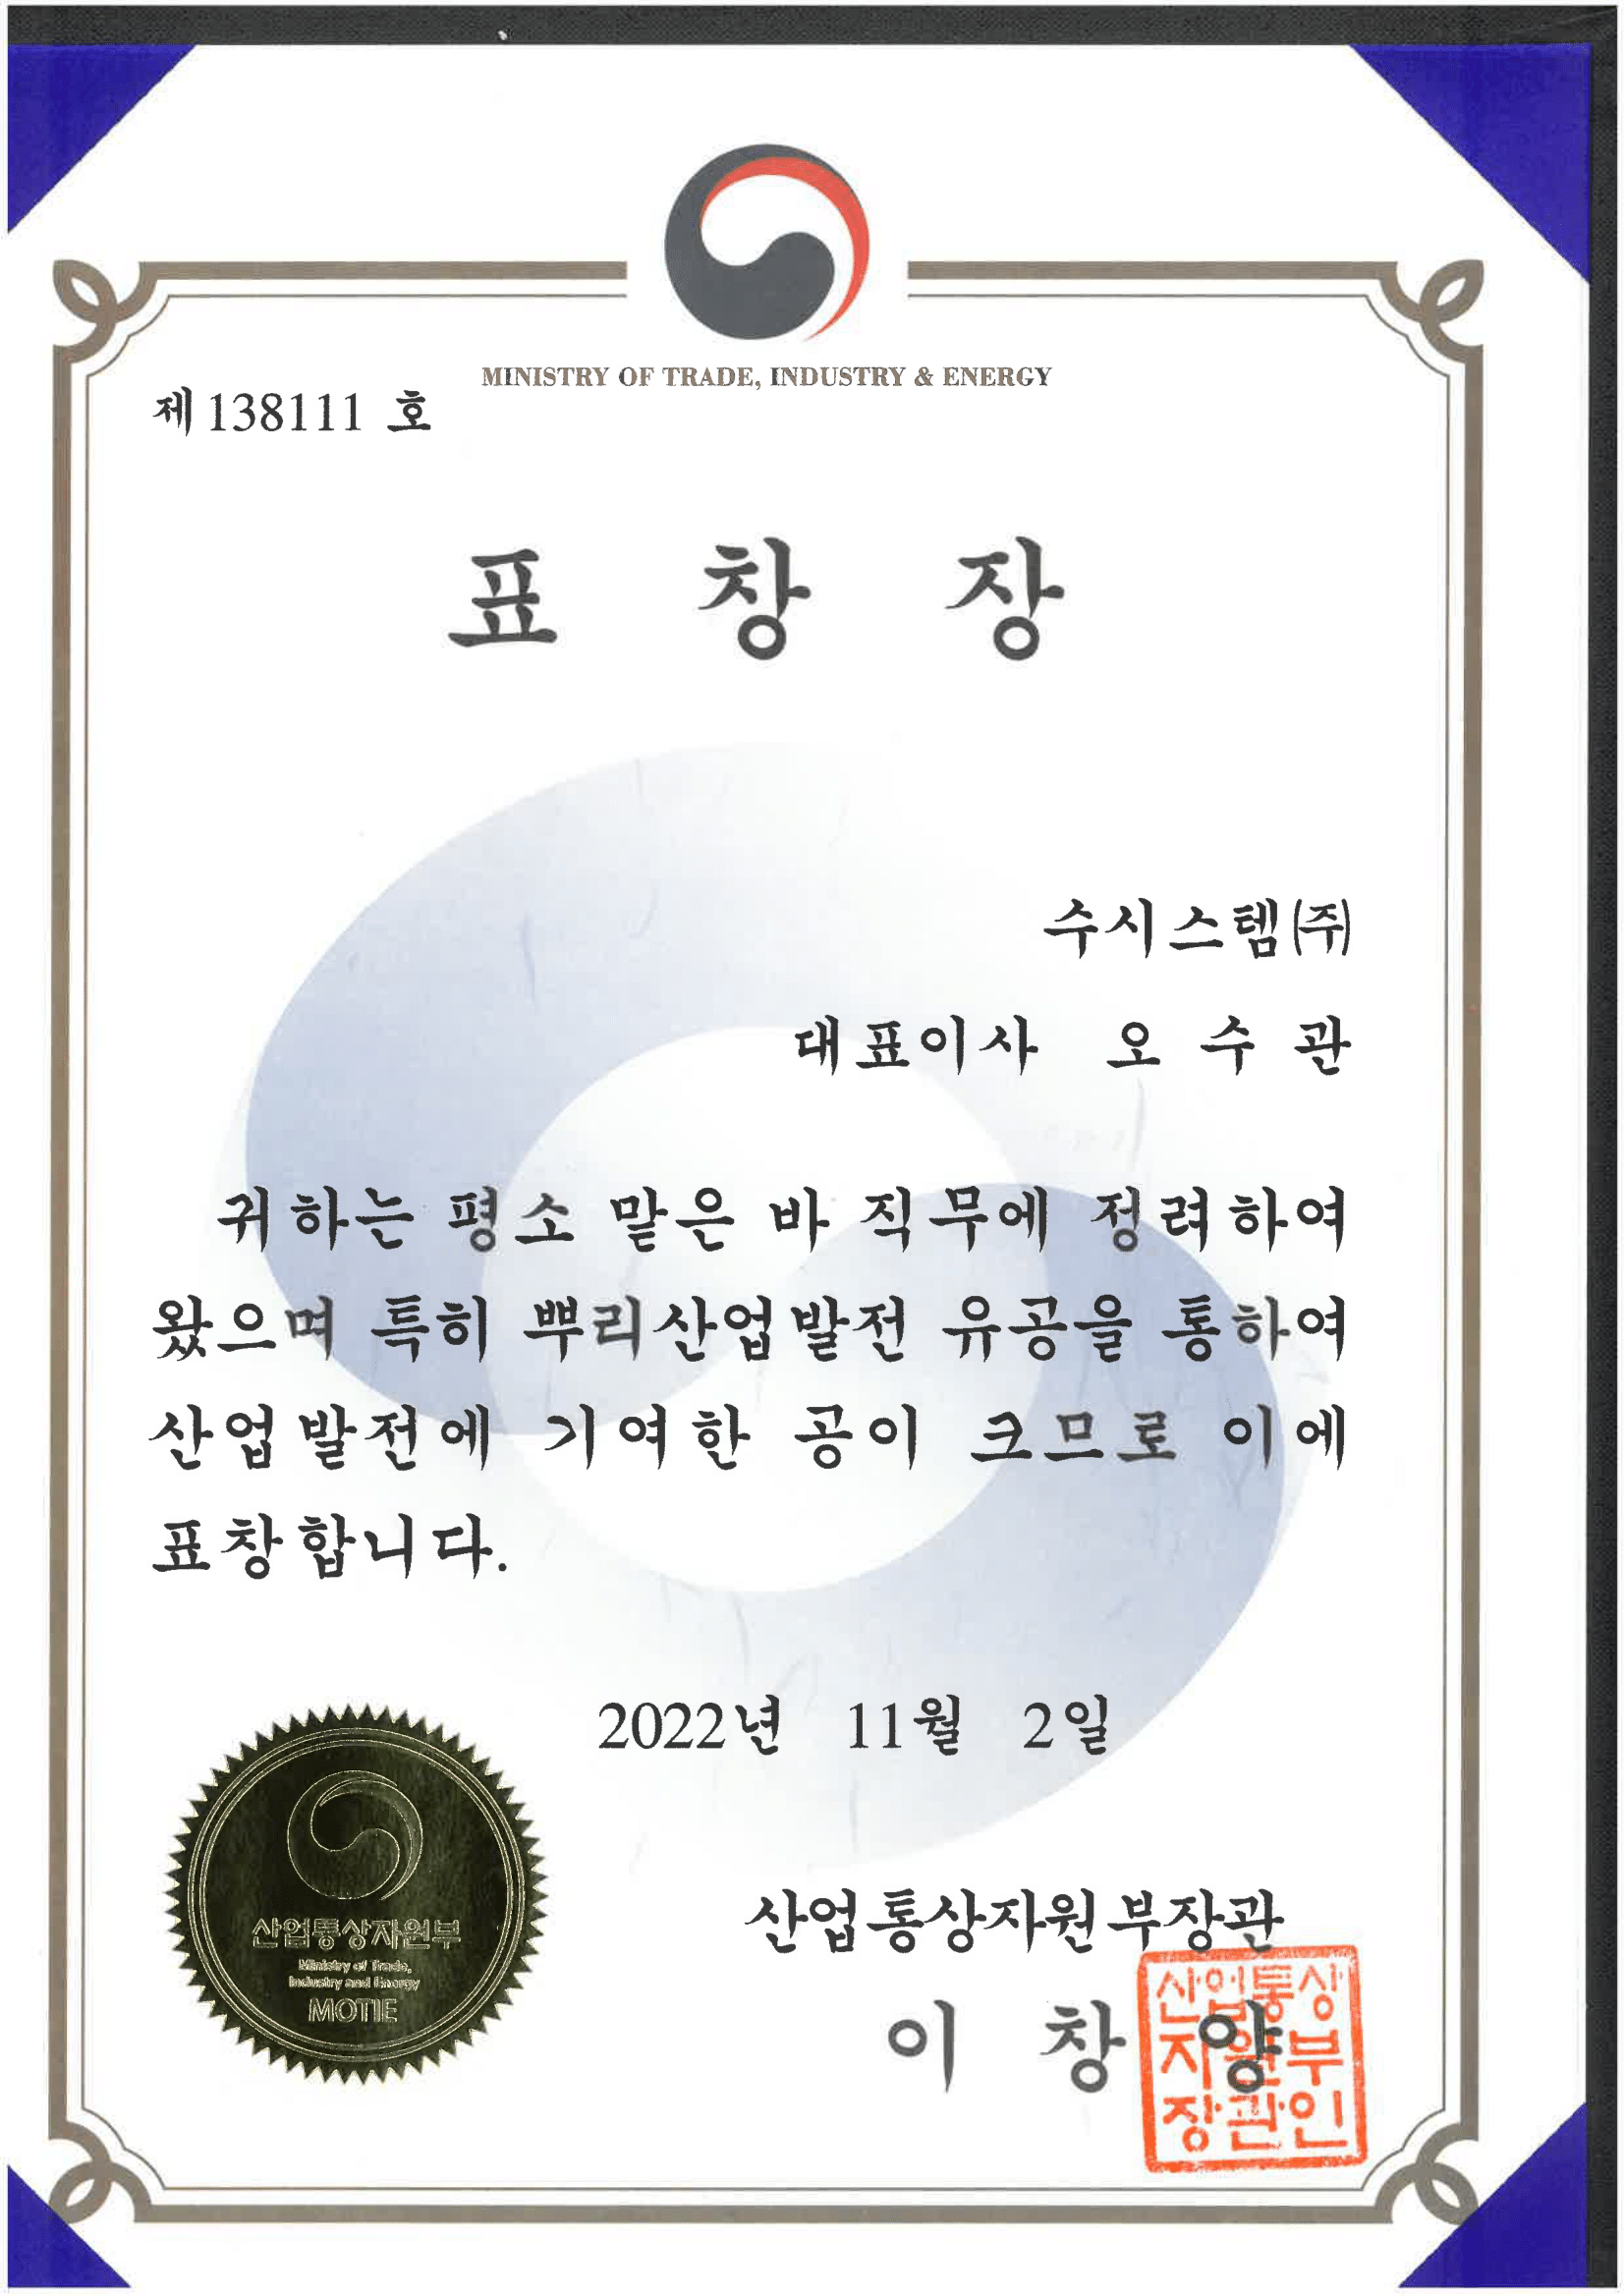 MINISTRY OF TRADE, INDUSTRY & ENERGY
제 138111 호
표 창 장
수시스템(주)
대표이사 오 수 관
귀하는 평소 맡은 바 직무에 정려하여
왔으며 특히 뿌리산업발전 유공을 통하여
산업발전에 기여한 공이 크므로 이에
표창합니다.
2022년 11월 2일
산업통상자원부장관
이 창 양
산업통상
자원부
장관인
산업통상자원부
Ministry of Trade,
Industry and Energy
MOTIE